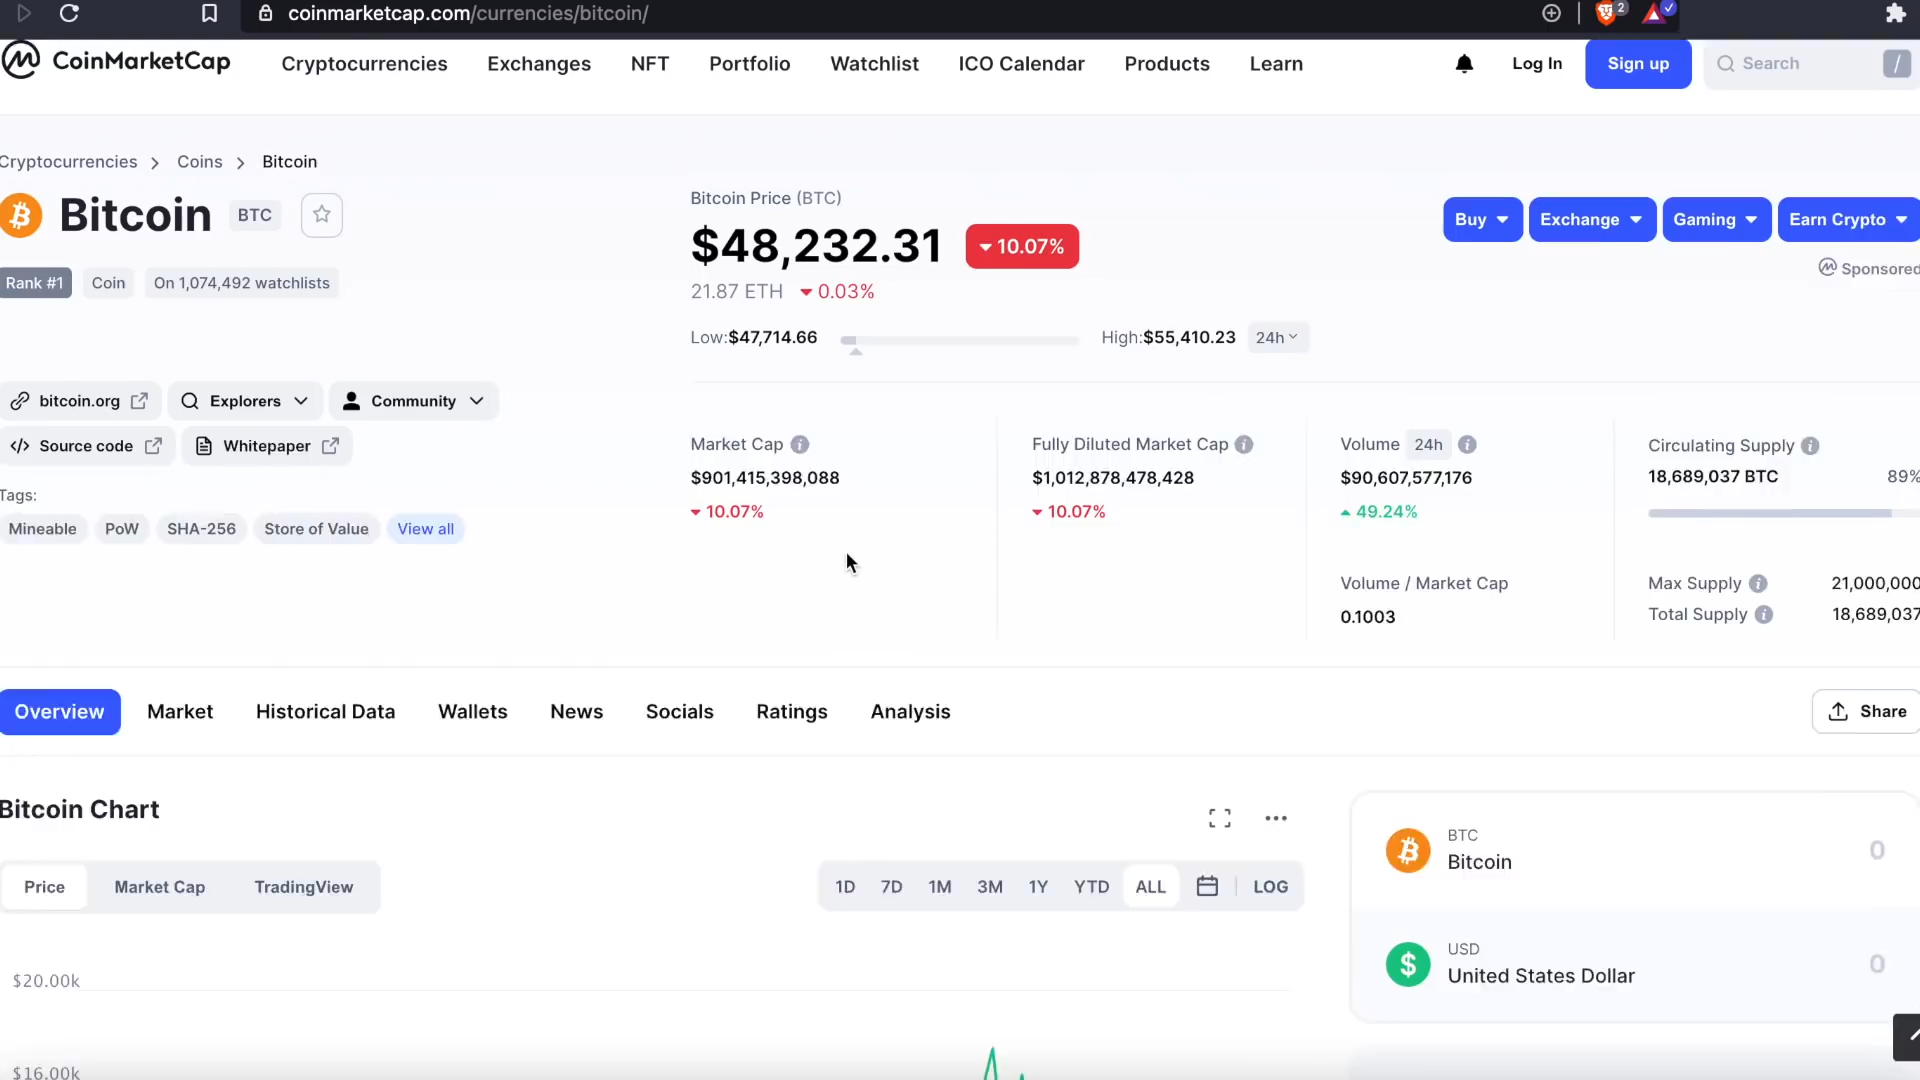 coinmarketcap.com/currencies/bitcoin/
2
CoinMarketCap
Cryptocurrencies
Exchanges
NFT
Portfolio
Watchlist
ICO Calendar
Products
Learn
Log In
Sign up
Search
/
Cryptocurrencies > Coins > Bitcoin
Bitcoin
BTC
Rank #1
Coin
On 1,074,492 watchlists
bitcoin.org
Explorers
Community
Source code
Whitepaper
Tags:
Mineable
PoW
SHA-256
Store of Value
View all
Bitcoin Price (BTC)
$48,232.31
10.07%
21.87 ETH
0.03%
Low:$47,714.66
High:$55,410.23
24h
Buy
Exchange
Gaming
Earn Crypto
Sponsored
Market Cap
$901,415,398,088
10.07%
Fully Diluted Market Cap
$1,012,878,478,428
10.07%
Volume 24h
$90,607,577,176
49.24%
Volume / Market Cap
0.1003
Circulating Supply
18,689,037 BTC
89%
Max Supply
21,000,000
Total Supply
18,689,037
Overview
Market
Historical Data
Wallets
News
Socials
Ratings
Analysis
Share
Bitcoin Chart
Price
Market Cap
TradingView
1D
7D
1M
3M
1Y
YTD
ALL
LOG
$20.00k
$16.00k
BTC
Bitcoin
0
USD
United States Dollar
0